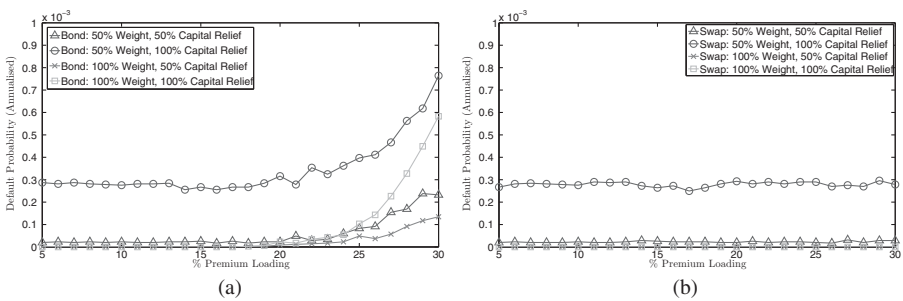 x 10⁻³
1
0.9
0.8
0.7
0.6
0.5
0.4
0.3
0.2
0.1
0
5
10
15
20
25
30
Default Probability (Annualised)
% Premium Loading
Bond: 50% Weight, 50% Capital Relief
Bond: 50% Weight, 100% Capital Relief
Bond: 100% Weight, 50% Capital Relief
Bond: 100% Weight, 100% Capital Relief
(a)
x 10⁻³
1
0.9
0.8
0.7
0.6
0.5
0.4
0.3
0.2
0.1
0
5
10
15
20
25
30
Default Probability (Annualised)
% Premium Loading
Swap: 50% Weight, 50% Capital Relief
Swap: 50% Weight, 100% Capital Relief
Swap: 100% Weight, 50% Capital Relief
Swap: 100% Weight, 100% Capital Relief
(b)